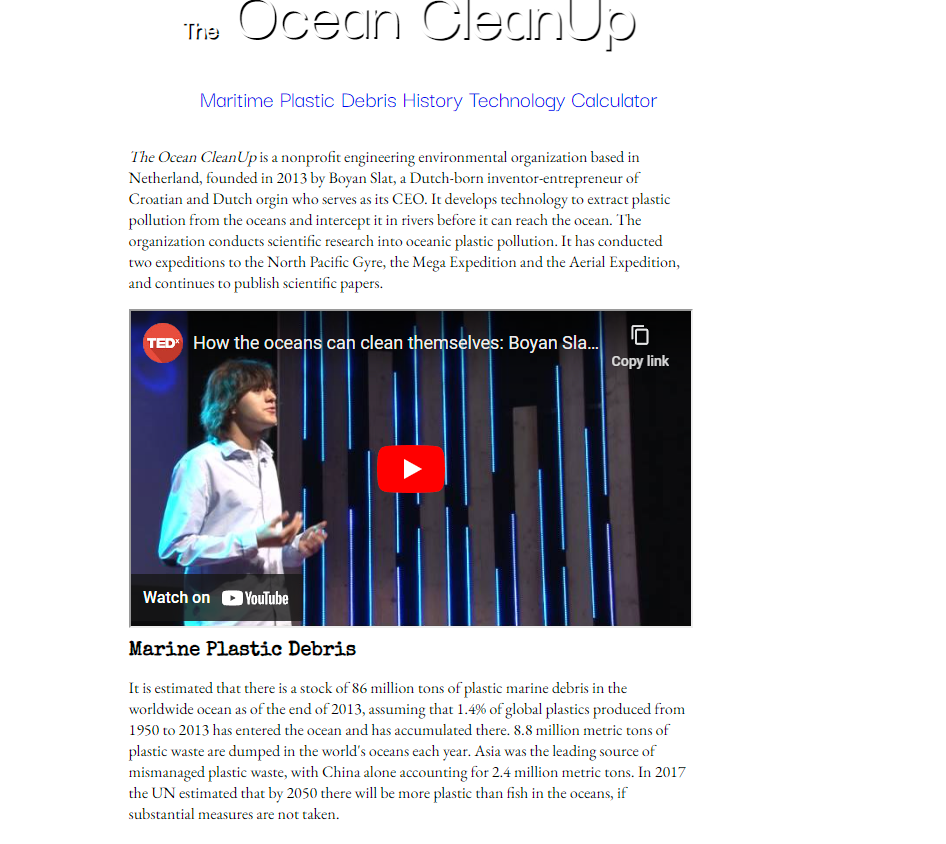 The Ocean CleanUp
Maritime Plastic Debris History Technology Calculator
The Ocean CleanUp is a nonprofit engineering environmental organization based in
Netherland, founded in 2013 by Boyan Slat, a Dutch-born inventor-entrepreneur of
Croatian and Dutch orgin who serves as its CEO. It develops technology to extract plastic
pollution from the oceans and intercept it in rivers before it can reach the ocean. The
organization conducts scientific research into oceanic plastic pollution. It has conducted
two expeditions to the North Pacific Gyre, the Mega Expedition and the Aerial Expedition,
and continues to publish scientific papers.
TEDx How the oceans can clean themselves: Boyan Sla...
Copy link
Watch on YouTube
Marine Plastic Debris
It is estimated that there is a stock of 86 million tons of plastic marine debris in the
worldwide ocean as of the end of 2013, assuming that 1.4% of global plastics produced from
1950 to 2013 has entered the ocean and has accumulated there. 8.8 million metric tons of
plastic waste are dumped in the world's oceans each year. Asia was the leading source of
mismanaged plastic waste, with China alone accounting for 2.4 million metric tons. In 2017
the UN estimated that by 2050 there will be more plastic than fish in the oceans, if
substantial measures are not taken.